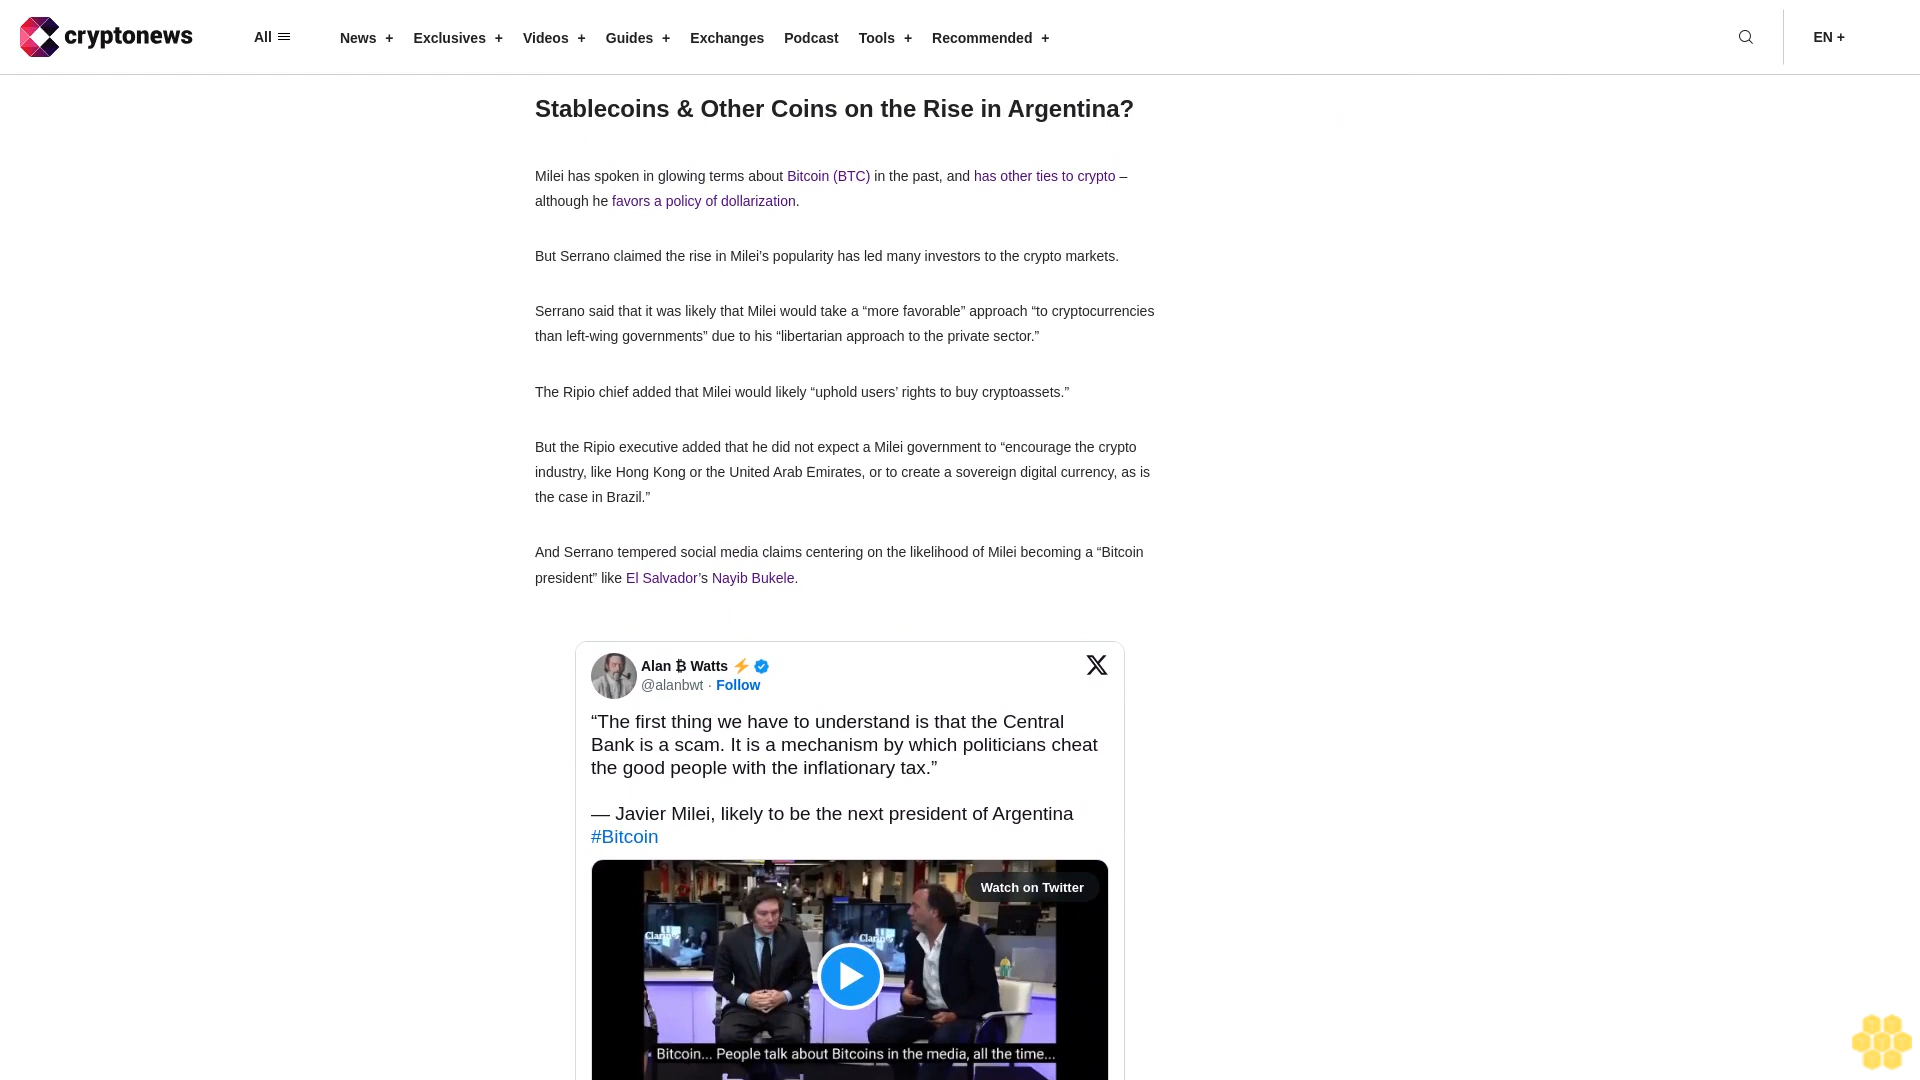 cryptonews
All
News +
Exclusives +
Videos +
Guides +
Exchanges
Podcast
Tools +
Recommended +
EN +
Stablecoins & Other Coins on the Rise in Argentina?
Milei has spoken in glowing terms about Bitcoin (BTC) in the past, and has other ties to crypto –
although he favors a policy of dollarization.
But Serrano claimed the rise in Milei’s popularity has led many investors to the crypto markets.
Serrano said that it was likely that Milei would take a “more favorable” approach “to cryptocurrencies
than left-wing governments” due to his “libertarian approach to the private sector.”
The Ripio chief added that Milei would likely “uphold users’ rights to buy cryptoassets.”
But the Ripio executive added that he did not expect a Milei government to “encourage the crypto
industry, like Hong Kong or the United Arab Emirates, or to create a sovereign digital currency, as is
the case in Brazil.”
And Serrano tempered social media claims centering on the likelihood of Milei becoming a “Bitcoin
president” like El Salvador’s Nayib Bukele.
Alan ₿ Watts ⚡
@alanbwt · Follow
“The first thing we have to understand is that the Central
Bank is a scam. It is a mechanism by which politicians cheat
the good people with the inflationary tax.”
— Javier Milei, likely to be the next president of Argentina
#Bitcoin
Watch on Twitter
Clarín
Clarín
Bitcoin... People talk about Bitcoins in the media, all the time...